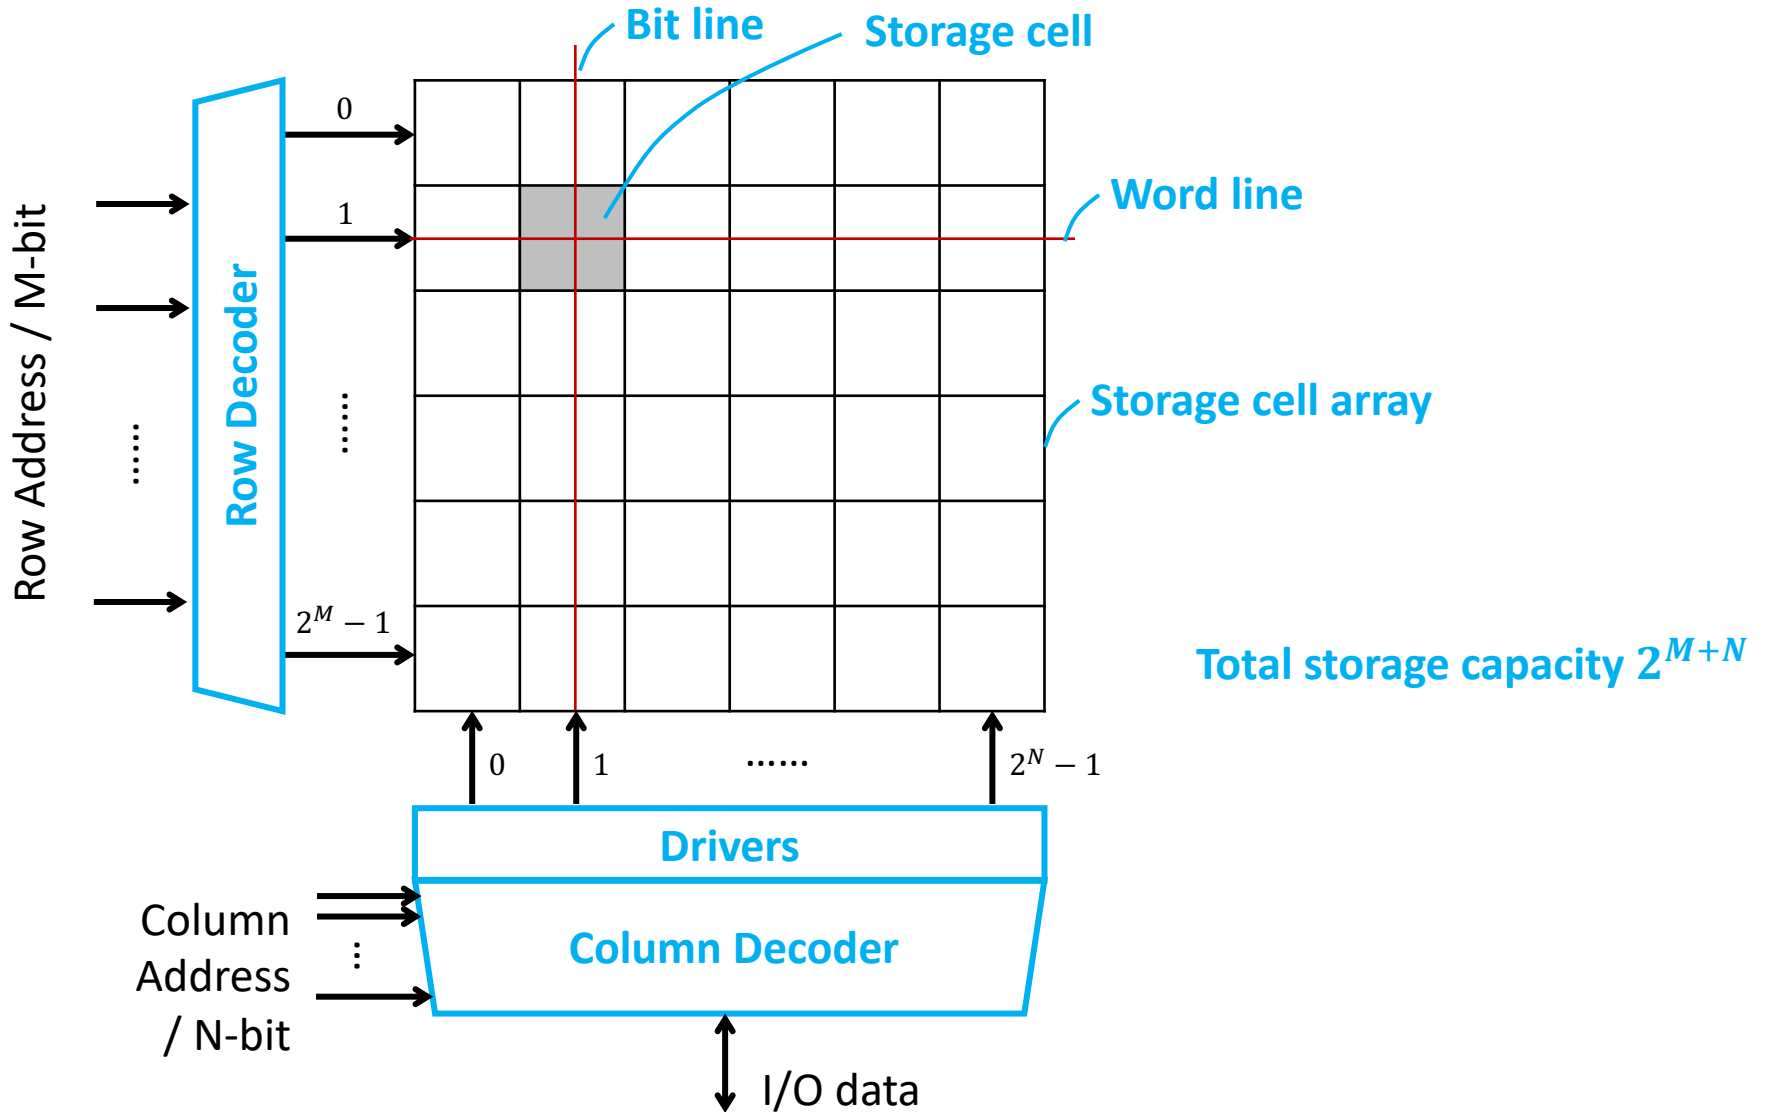 Bit line
Storage cell
0
Word line
1
Row Address / M-bit
Row Decoder
......
......
Storage cell array
2^M − 1
Total storage capacity 2^{M+N}
0
1
......
2^N − 1
Drivers
Column
Address
/ N-bit
...
Column Decoder
I/O data